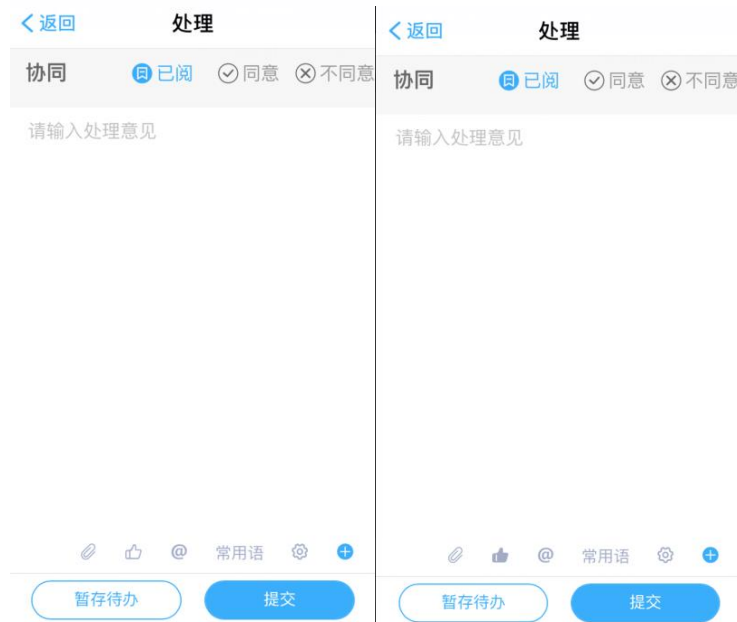 返回 处理
协同 已阅 同意 不同意
请输入处理意见
@ 常用语
暂存待办 提交
返回 处理
协同 已阅 同意 不同意
请输入处理意见
@ 常用语
暂存待办 提交